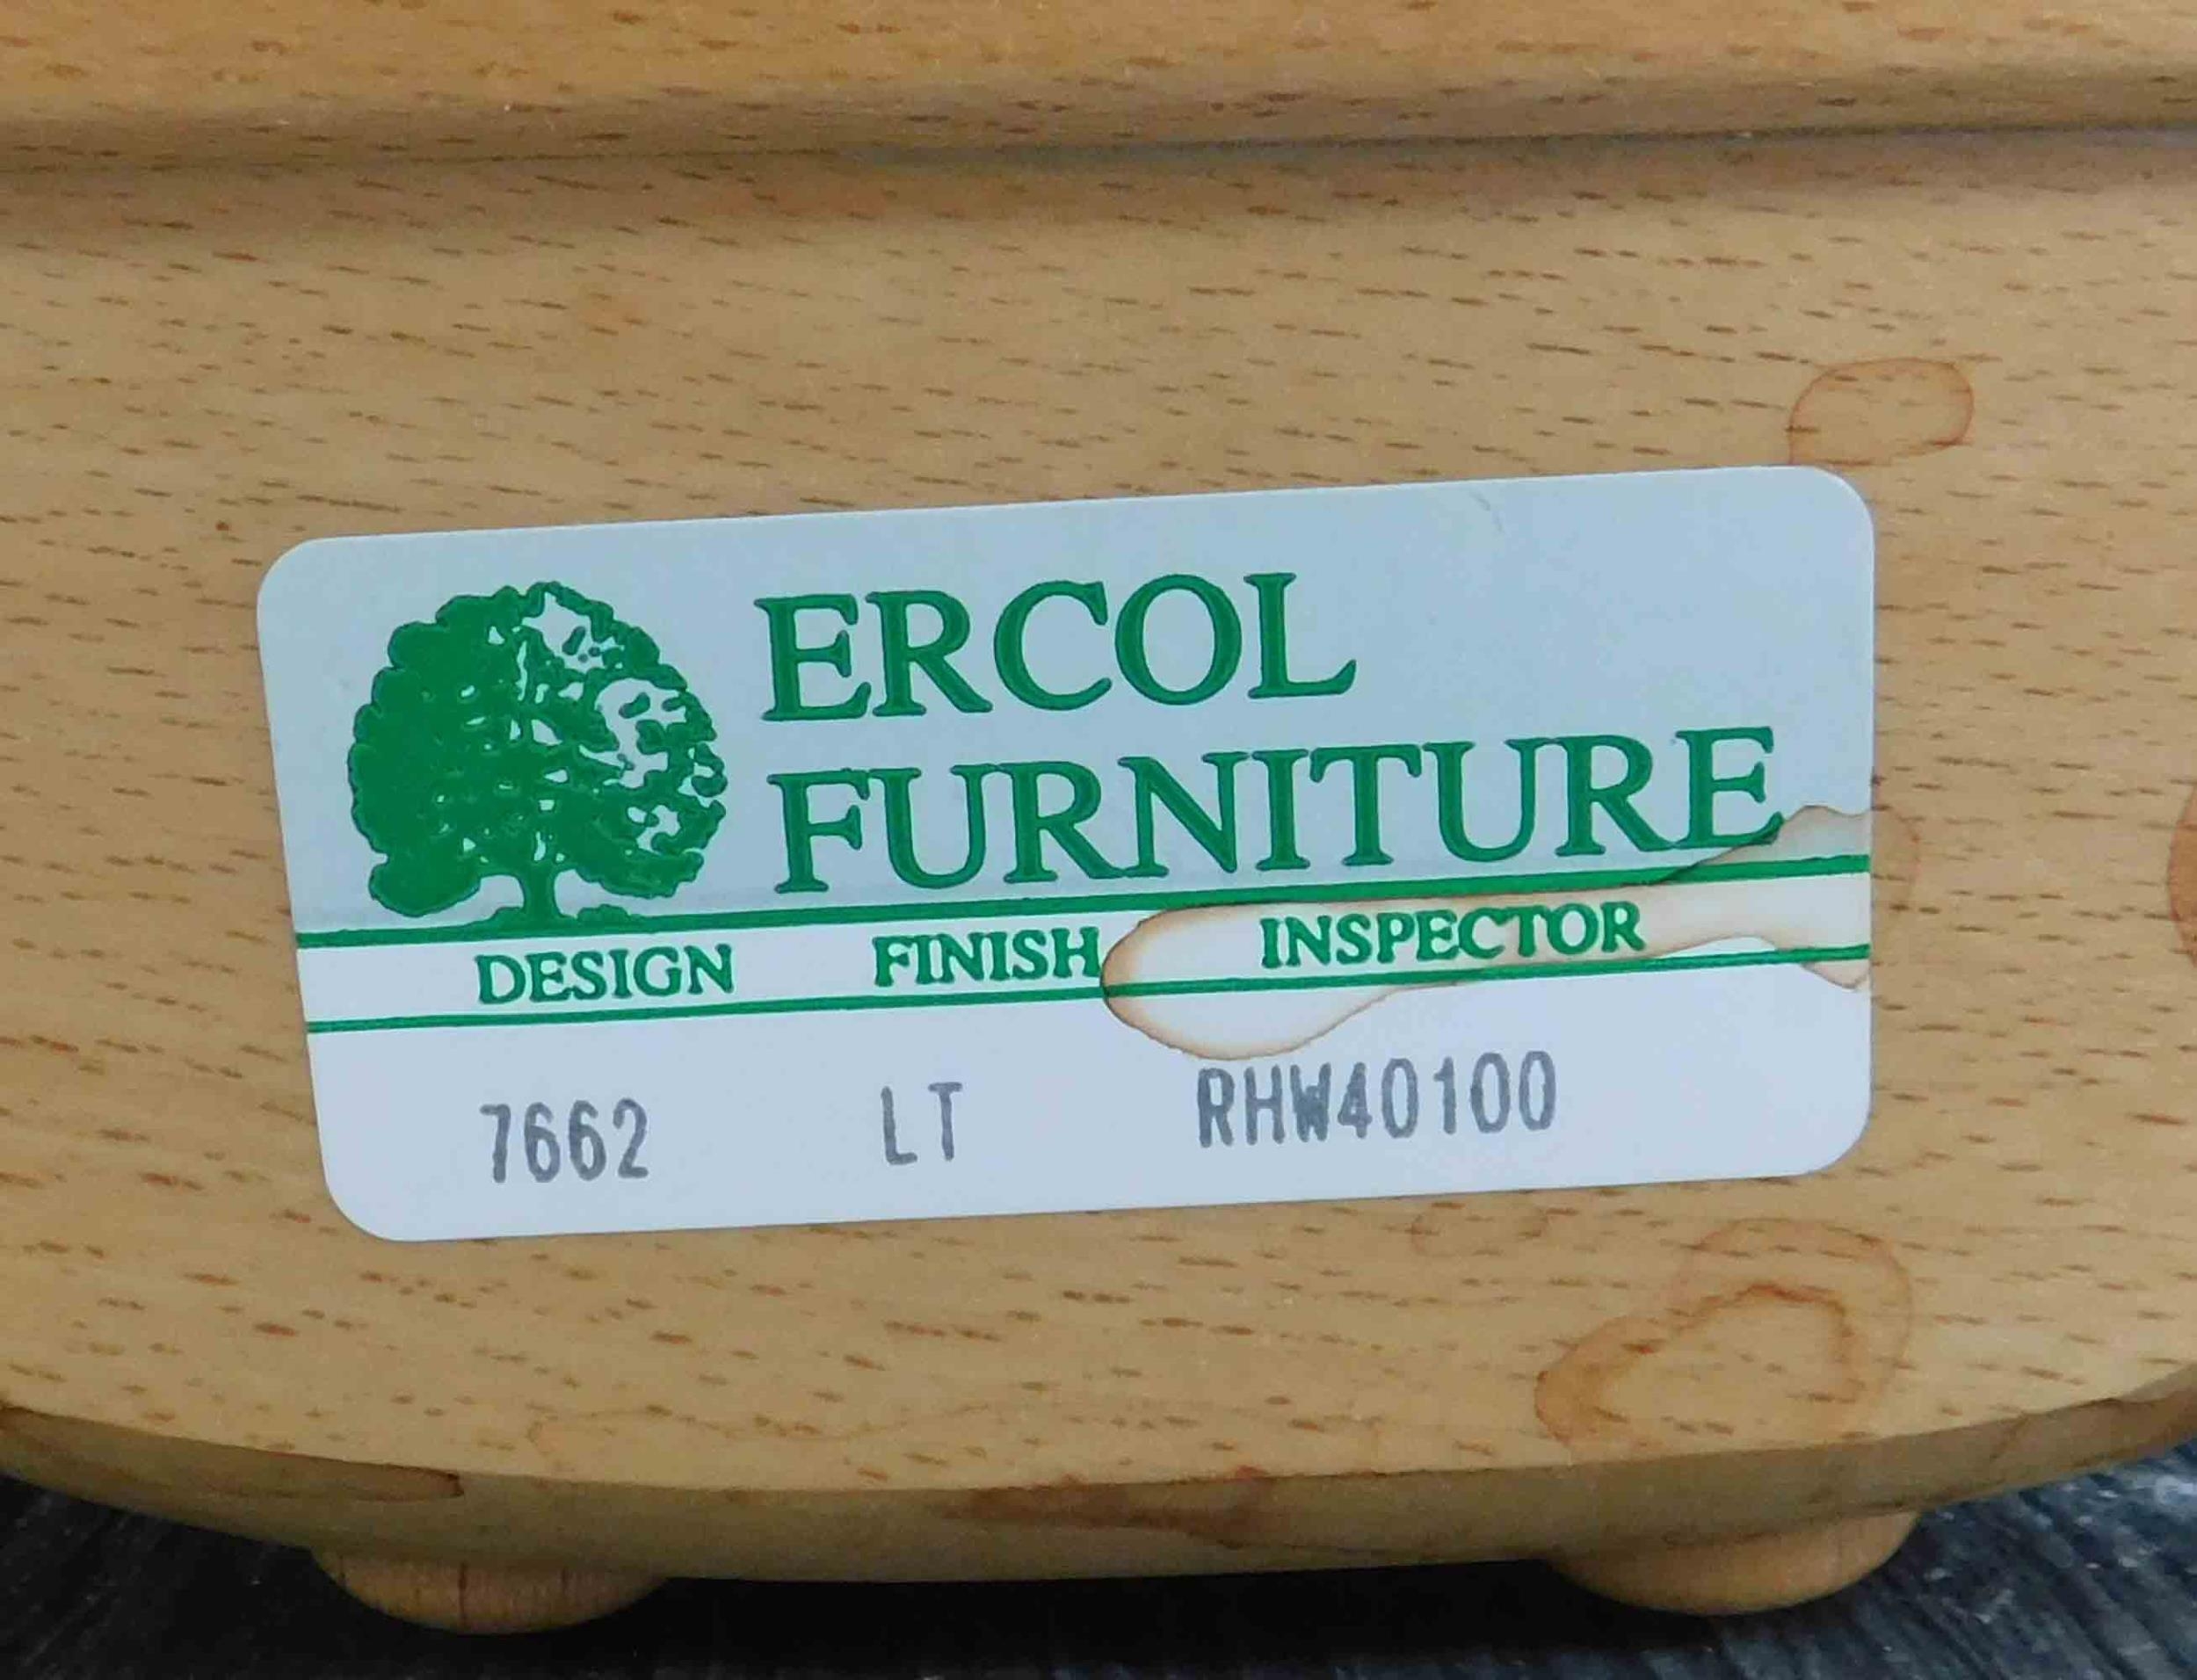 ERCOL
FURNITURE
DESIGN FINISH INSPECTOR
7662 LT RHW40100